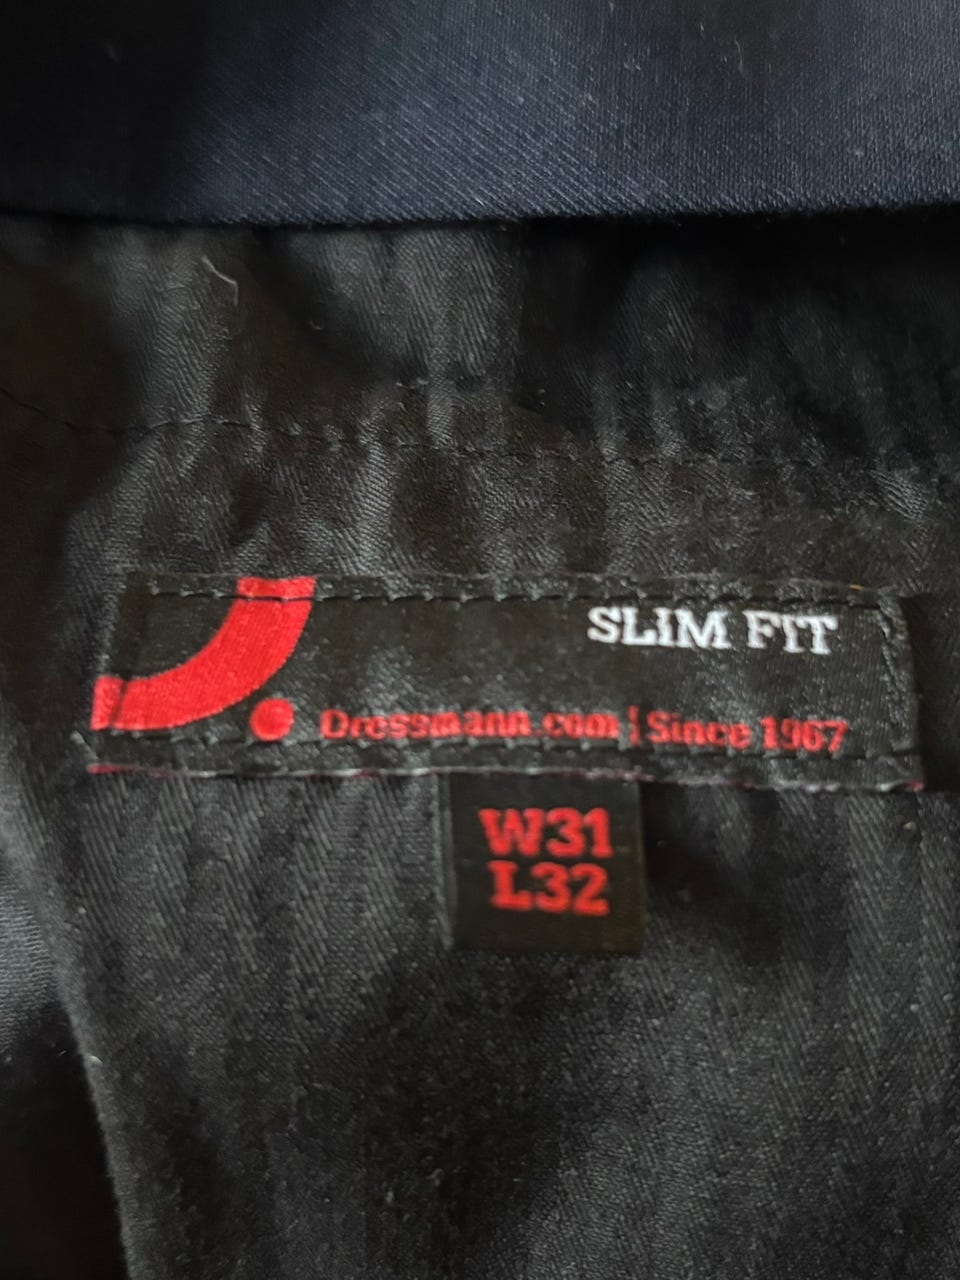 SLIM FIT
Dressmann.com | Since 1967
W31
L32